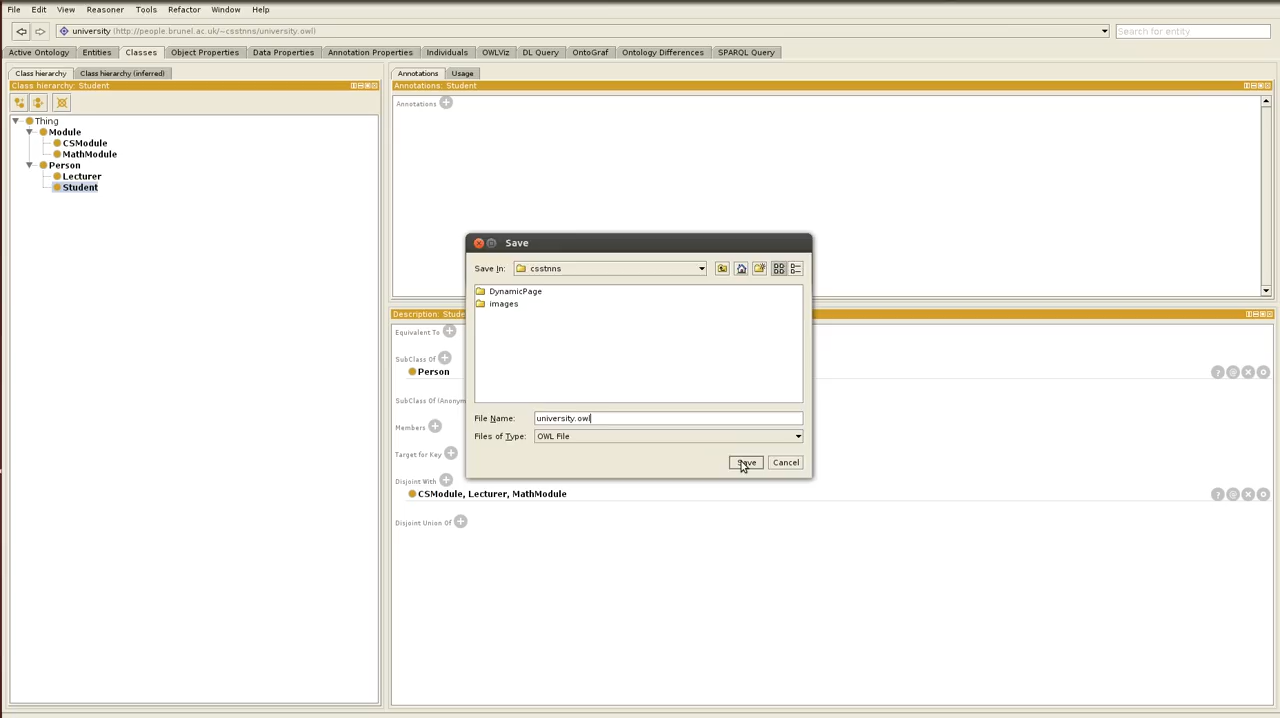 File Edit View Reasoner Tools Refactor Window Help
university (http://people.brunel.ac.uk/~csstnns/university.owl) Search for entity
Active Ontology Entities Classes Object Properties Data Properties Annotation Properties Individuals OWLViz DL Query OntoGraf Ontology Differences SPARQL Query
Class hierarchy Class hierarchy (inferred)
Class hierarchy: Student
Thing
Module
CSModule
MathModule
Person
Lecturer
Student
Annotations Usage
Annotations: Student
Annotations
Description: Stude
Equivalent To
SubClass Of
Person
SubClass Of (Anonym
Members
Target for Key
Disjoint With
CSModule, Lecturer, MathModule
Disjoint Union Of
Save
Save In: csstnns
DynamicPage
images
File Name: university.owl
Files of Type: OWL File
Save Cancel